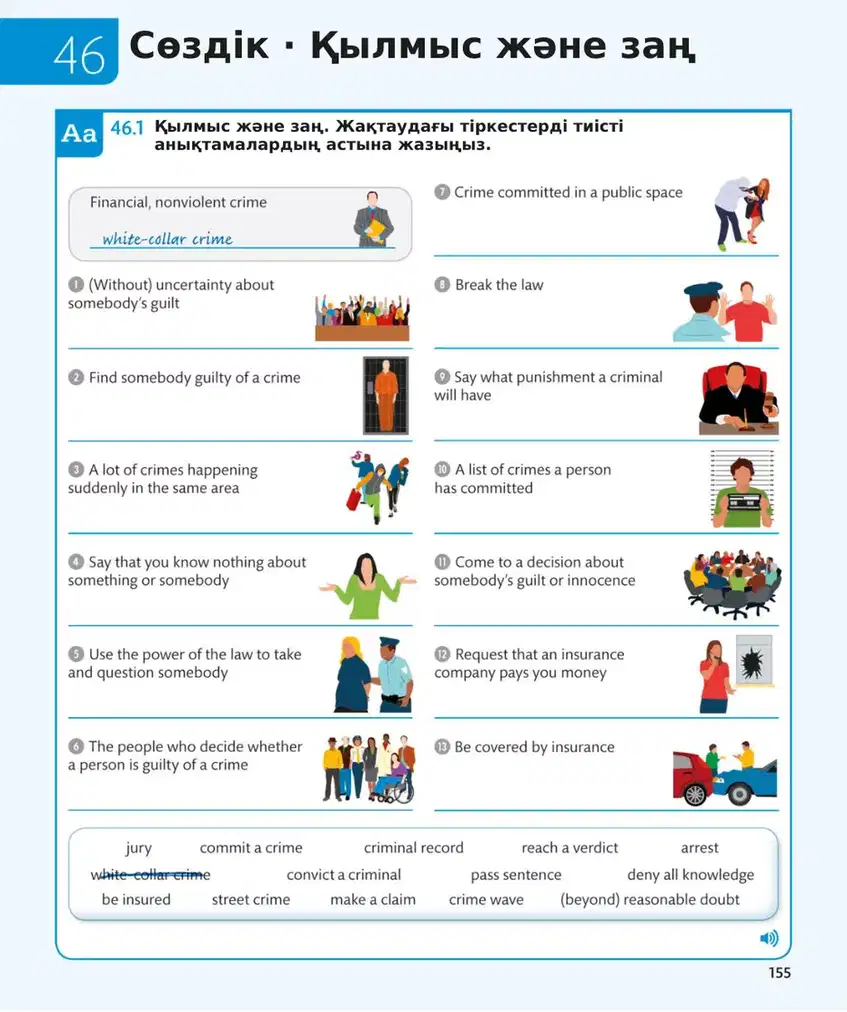 46
Сөздік · Қылмыс және заң
Aa
46.1 Қылмыс және заң. Жақтаудағы тіркестерді тиісті
анықтамалардың астына жазыңыз.
Financial, nonviolent crime
white-collar crime
1 (Without) uncertainty about
somebody's guilt
2 Find somebody guilty of a crime
3 A lot of crimes happening
suddenly in the same area
4 Say that you know nothing about
something or somebody
5 Use the power of the law to take
and question somebody
6 The people who decide whether
a person is guilty of a crime
7 Crime committed in a public space
8 Break the law
9 Say what punishment a criminal
will have
10 A list of crimes a person
has committed
11 Come to a decision about
somebody's guilt or innocence
12 Request that an insurance
company pays you money
13 Be covered by insurance
jury commit a crime criminal record reach a verdict arrest
white-collar crime convict a criminal pass sentence deny all knowledge
be insured street crime make a claim crime wave (beyond) reasonable doubt
155